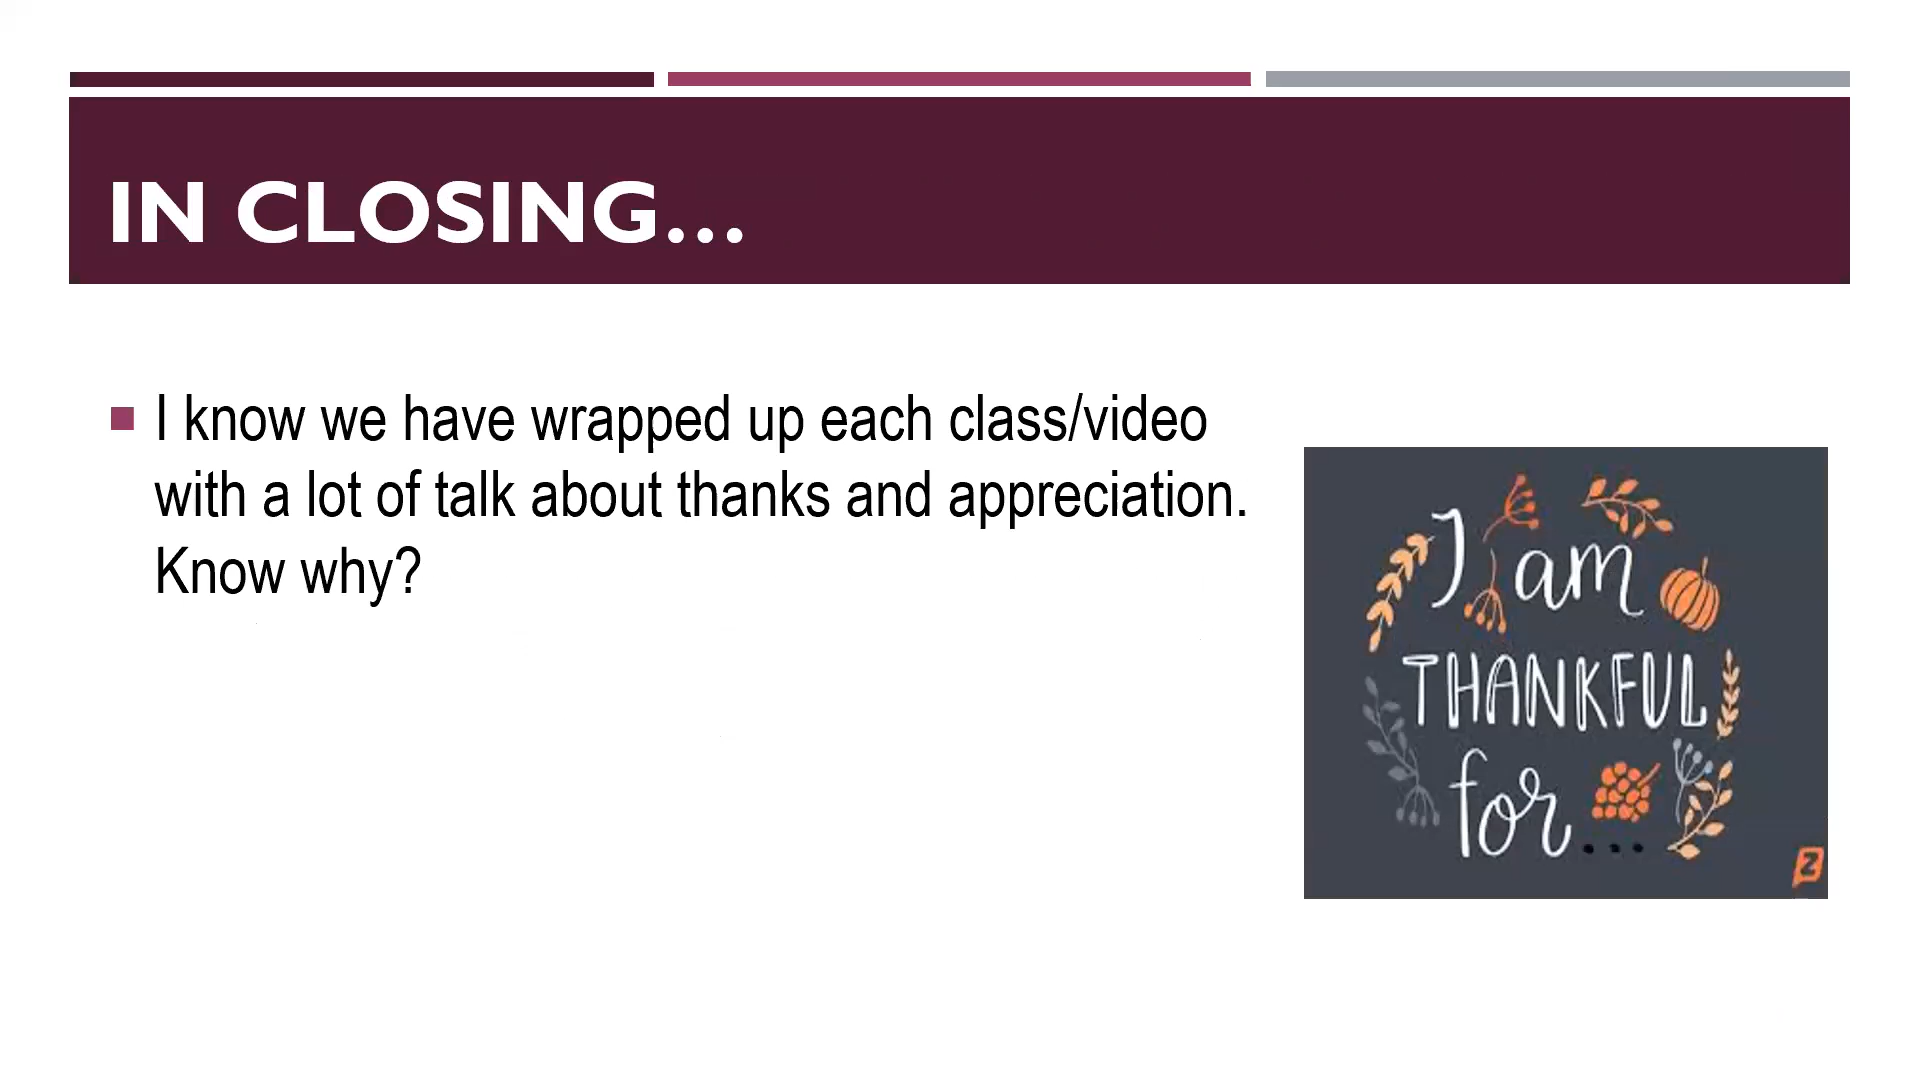 IN CLOSING...
I know we have wrapped up each class/video
with a lot of talk about thanks and appreciation.
Know why?
I am
THANKFUL
for...
Z